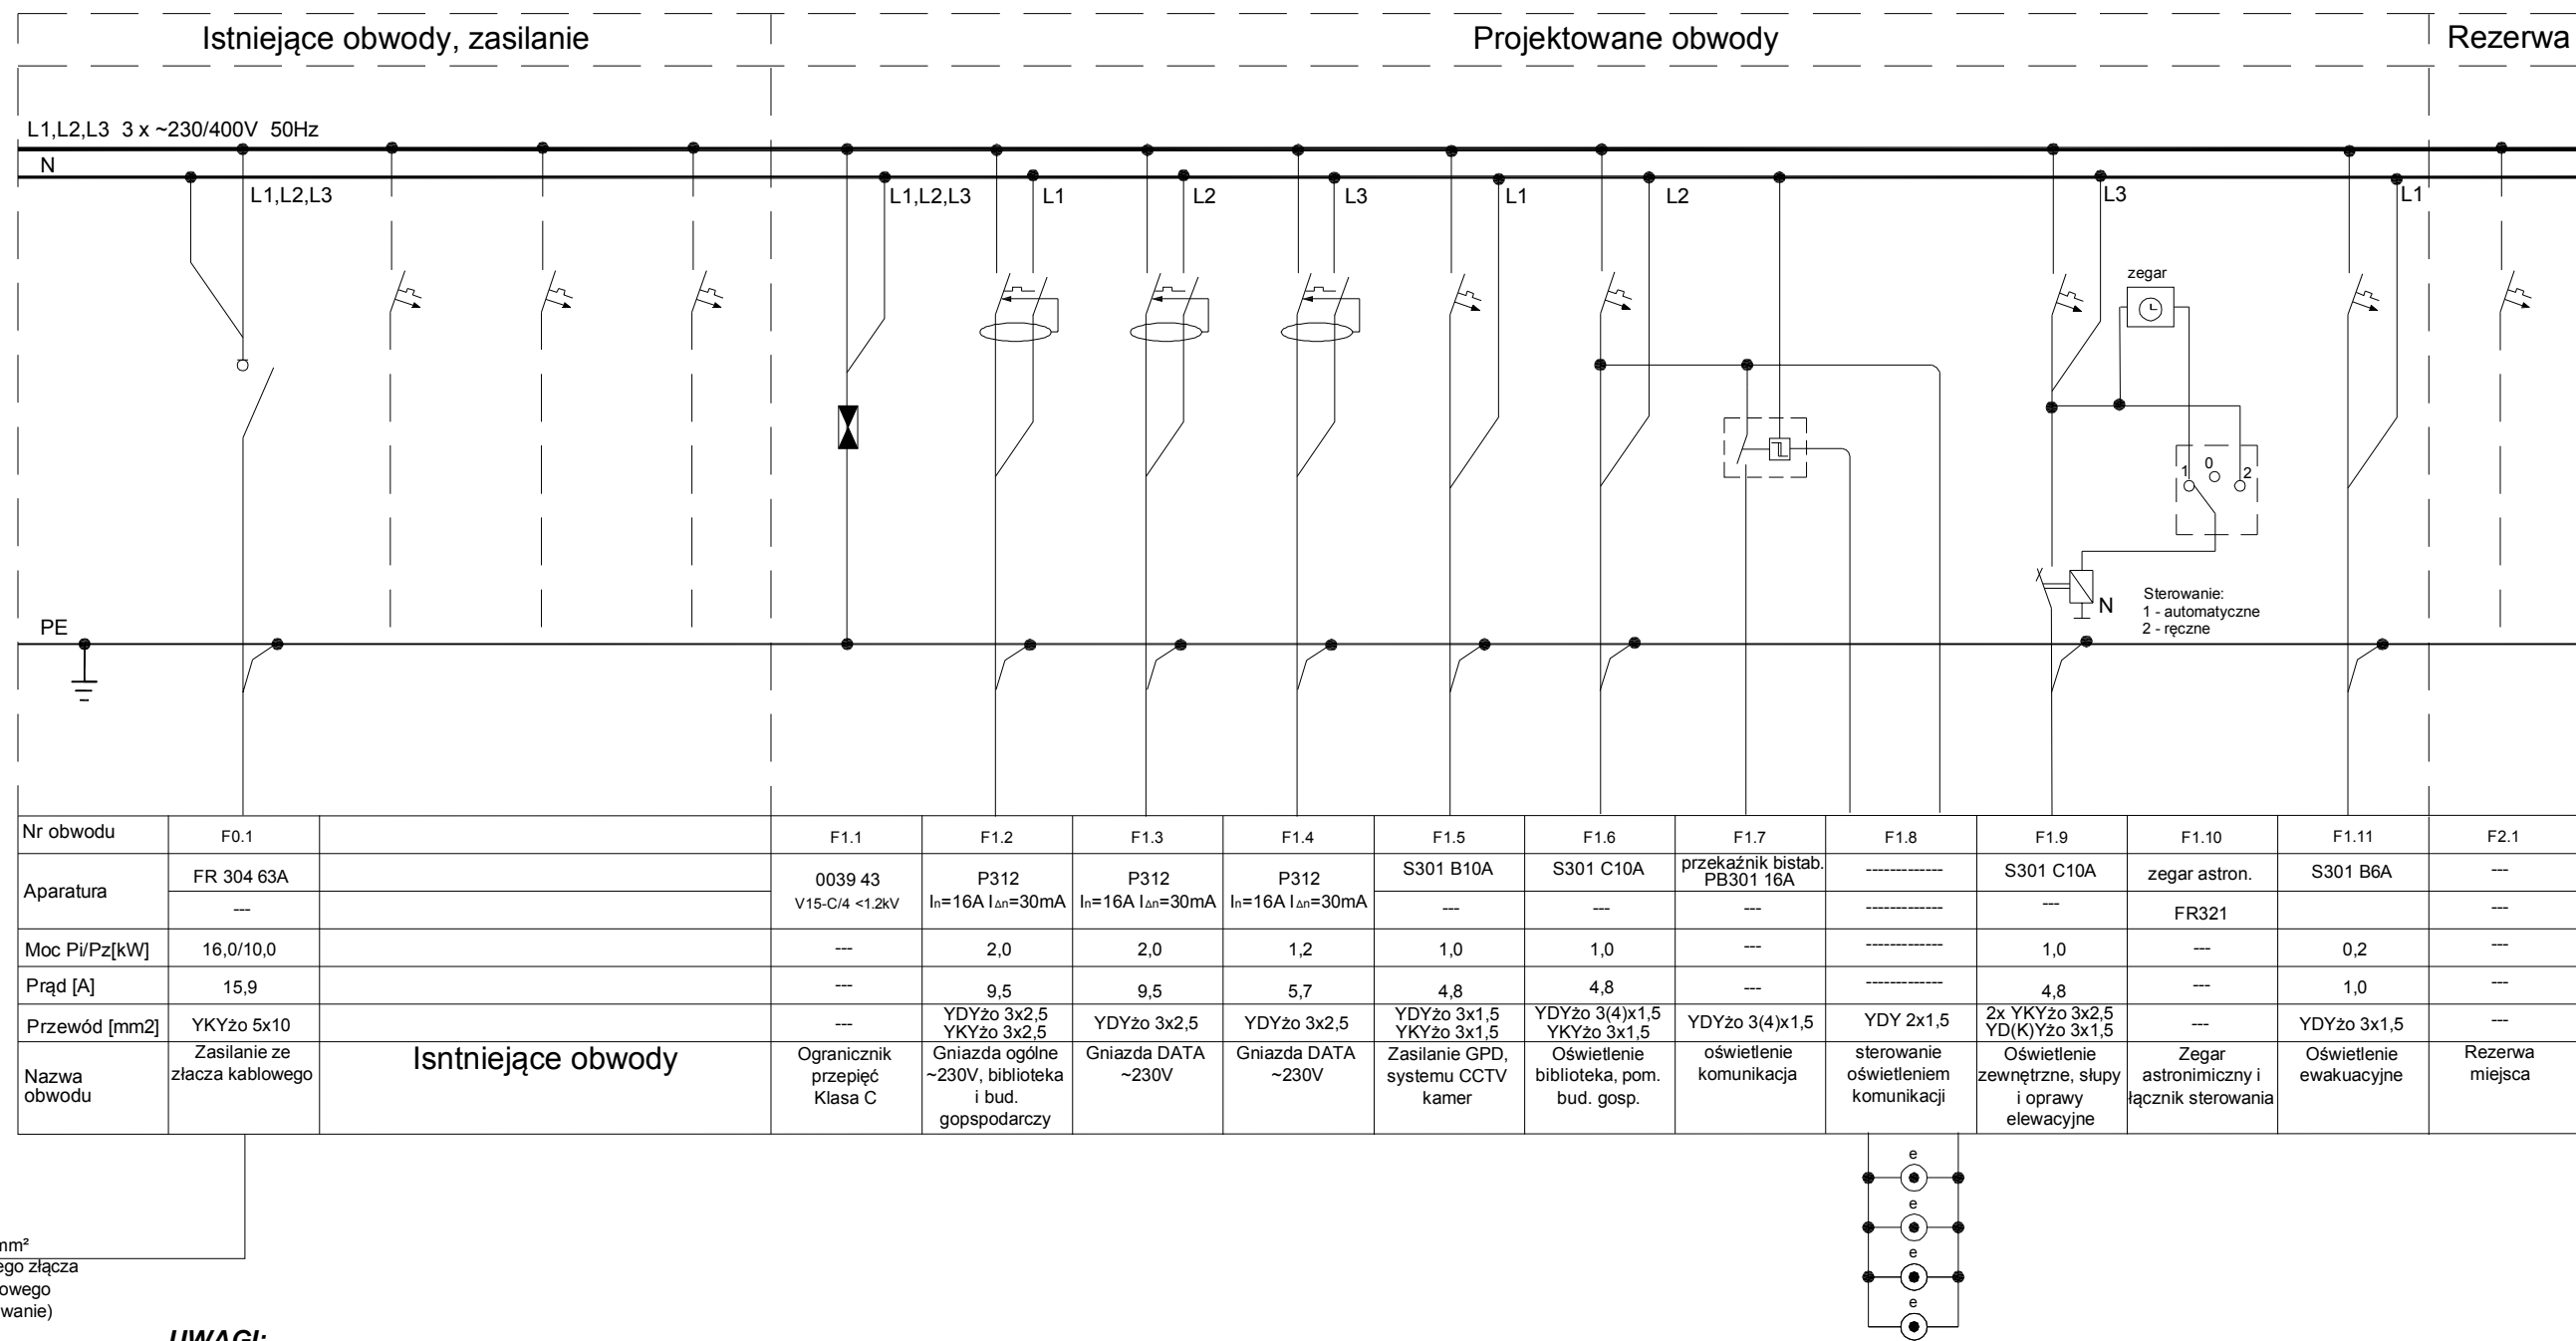 Istniejące obwody, zasilanie
Projektowane obwody
Rezerwa
L1,L2,L3 3 x ~230/400V 50Hz
N
L1,L2,L3
L1,L2,L3
L1
L2
L3
L1
L2
L3
L1
zegar
1
0
2
N
Sterowanie:
1 - automatyczne
2 - ręczne
PE
Nr obwodu
F0.1
F1.1
F1.2
F1.3
F1.4
F1.5
F1.6
F1.7
F1.8
F1.9
F1.10
F1.11
F2.1
Aparatura
FR 304 63A
---
0039 43
V15-C/4 <1.2kV
P312
In=16A I∆n=30mA
P312
In=16A I∆n=30mA
P312
In=16A I∆n=30mA
S301 B10A
---
S301 C10A
---
przekaźnik bistab.
PB301 16A
---
-------------
-------------
S301 C10A
---
zegar astron.
FR321
S301 B6A
---
---
Moc Pi/Pz[kW]
16,0/10,0
---
2,0
2,0
1,2
1,0
1,0
---
-------------
1,0
---
0,2
---
Prąd [A]
15,9
---
9,5
9,5
5,7
4,8
4,8
---
-------------
4,8
---
1,0
---
Przewód [mm2]
YKYżo 5x10
---
YDYżo 3x2,5
YKYżo 3x2,5
YDYżo 3x2,5
YDYżo 3x2,5
YDYżo 3x1,5
YKYżo 3x1,5
YDYżo 3(4)x1,5
YKYżo 3x1,5
YDYżo 3(4)x1,5
YDY 2x1,5
2x YKYżo 3x2,5
YD(K)Yżo 3x1,5
---
YDYżo 3x1,5
---
Nazwa
obwodu
Zasilanie ze
złacza kablowego
Isntniejące obwody
Ogranicznik
przepięć
Klasa C
Gniazda ogólne
~230V, biblioteka
i bud.
gopspodarczy
Gniazda DATA
~230V
Gniazda DATA
~230V
Zasilanie GPD,
systemu CCTV
kamer
Oświetlenie
biblioteka, pom.
bud. gosp.
oświetlenie
komunikacja
sterowanie
oświetleniem
komunikacji
Oświetlenie
zewnętrzne, słupy
i oprawy
elewacyjne
Zegar
astronimiczny i
łącznik sterowania
Oświetlenie
ewakuacyjne
Rezerwa
miejsca
e
e
e
e
mm²
ego złącza
owego
wanie)
UWAGI: